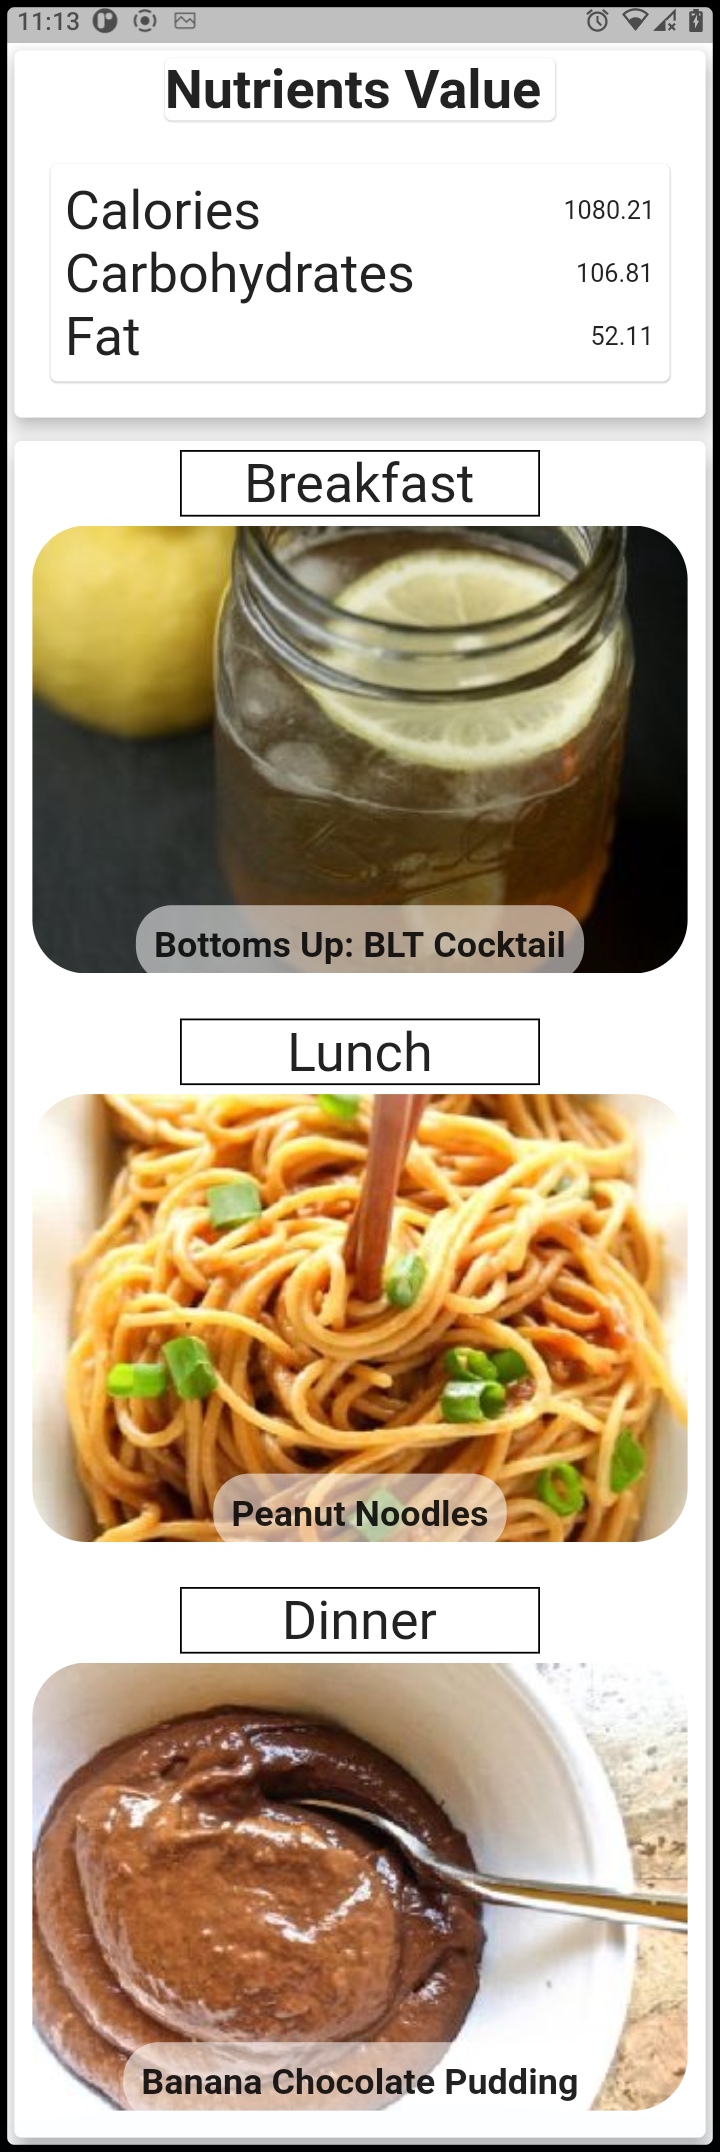 11:13
Nutrients Value
Calories 1080.21
Carbohydrates 106.81
Fat 52.11
Breakfast
Bottoms Up: BLT Cocktail
Lunch
Peanut Noodles
Dinner
Banana Chocolate Pudding